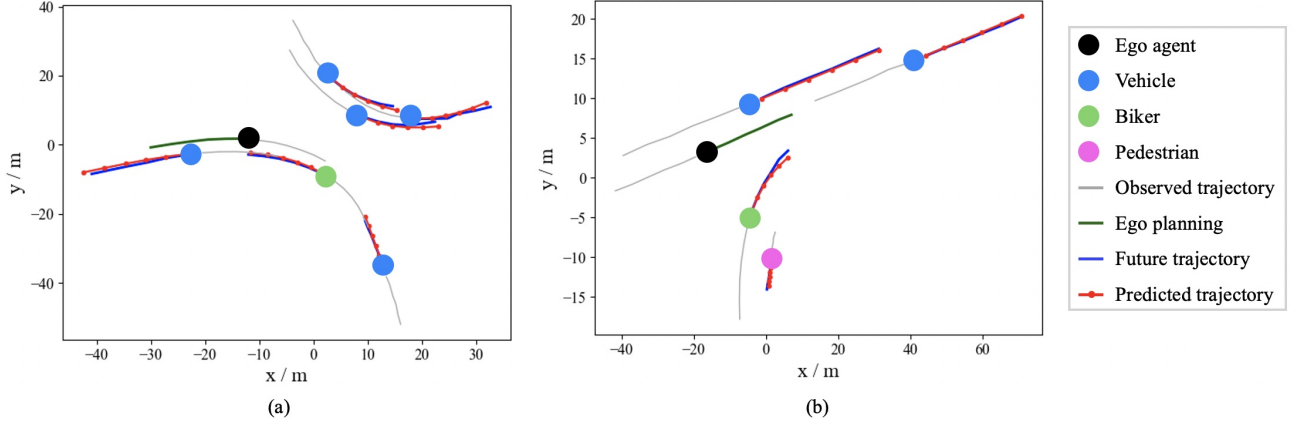 40
20
0
−20
−40
y / m
−40 −30 −20 −10 0 10 20 30
x / m
(a)
20
15
10
5
0
−5
−10
−15
y / m
−40 −20 0 20 40 60
x / m
(b)
Ego agent
Vehicle
Biker
Pedestrian
Observed trajectory
Ego planning
Future trajectory
Predicted trajectory